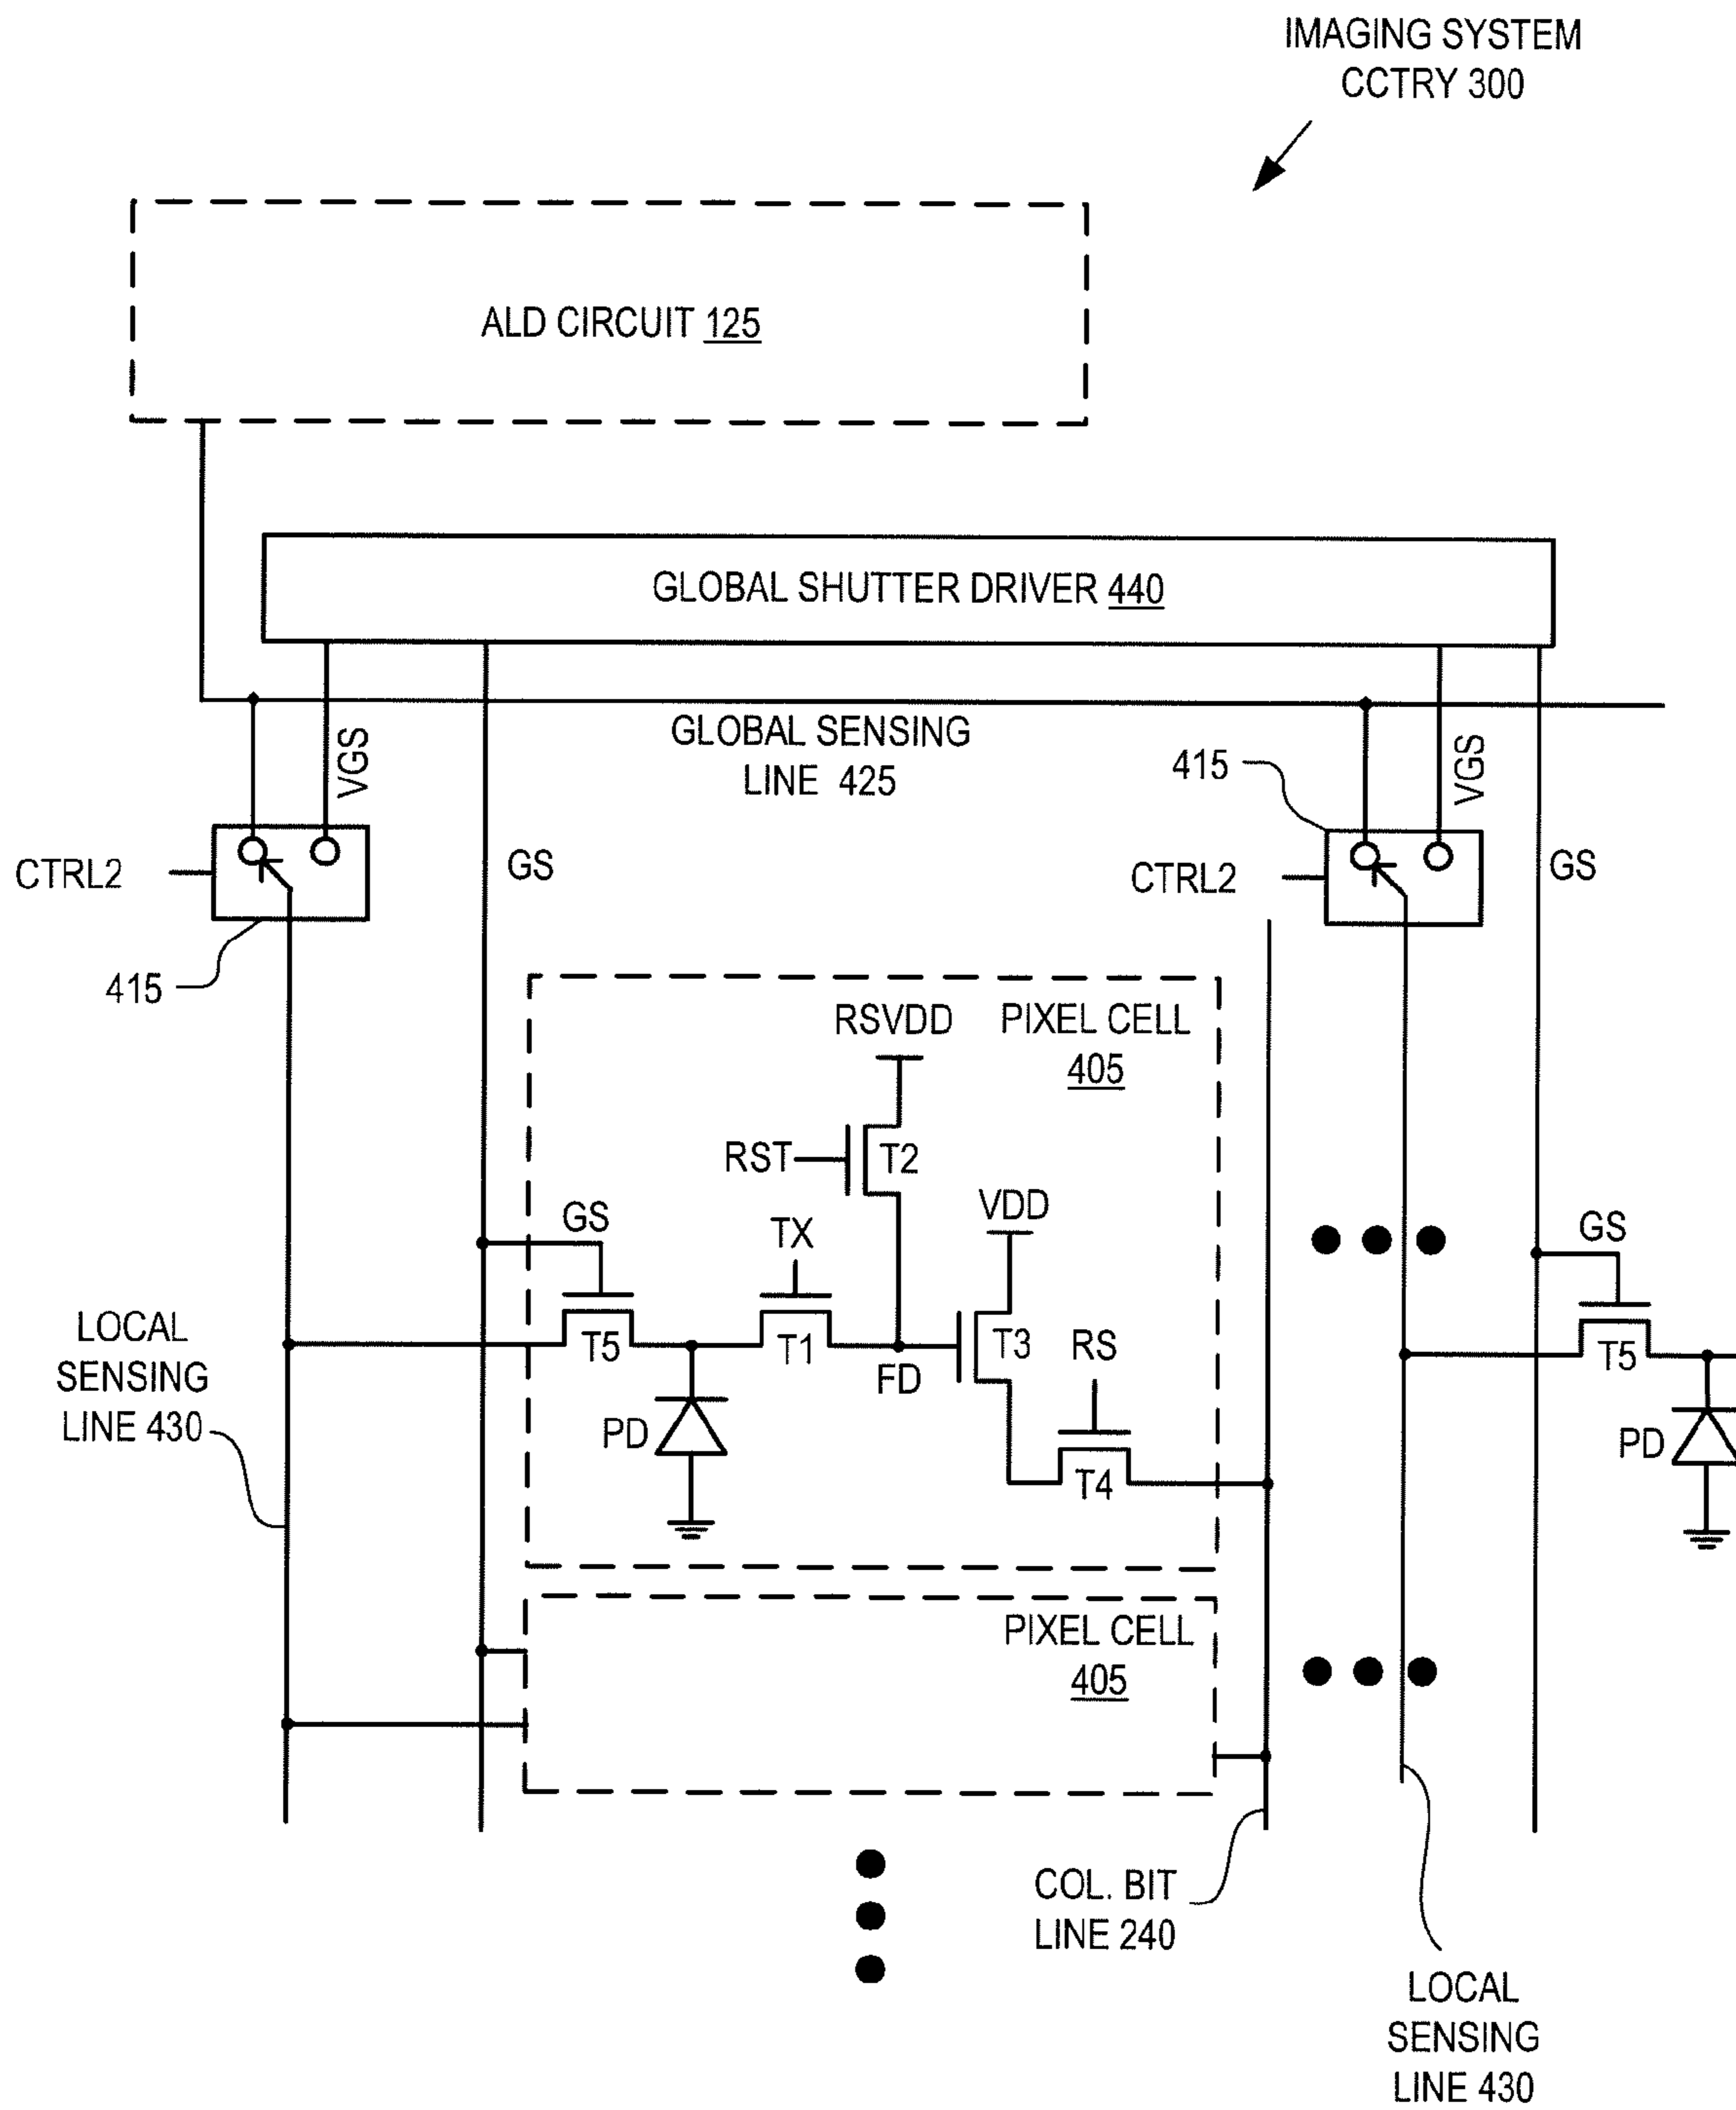 IMAGING SYSTEM
CCTRY 300
ALD CIRCUIT 125
GLOBAL SHUTTER DRIVER 440
GLOBAL SENSING
LINE 425
VGS
VGS
415
CTRL2
GS
CTRL2
GS
415
RSVDD
PIXEL CELL
405
RST
T2
GS
TX
VDD
GS
LOCAL
SENSING
LINE 430
T5
T1
FD
T3
RS
T5
PD
T4
PD
PIXEL CELL
405
COL. BIT
LINE 240
LOCAL
SENSING
LINE 430